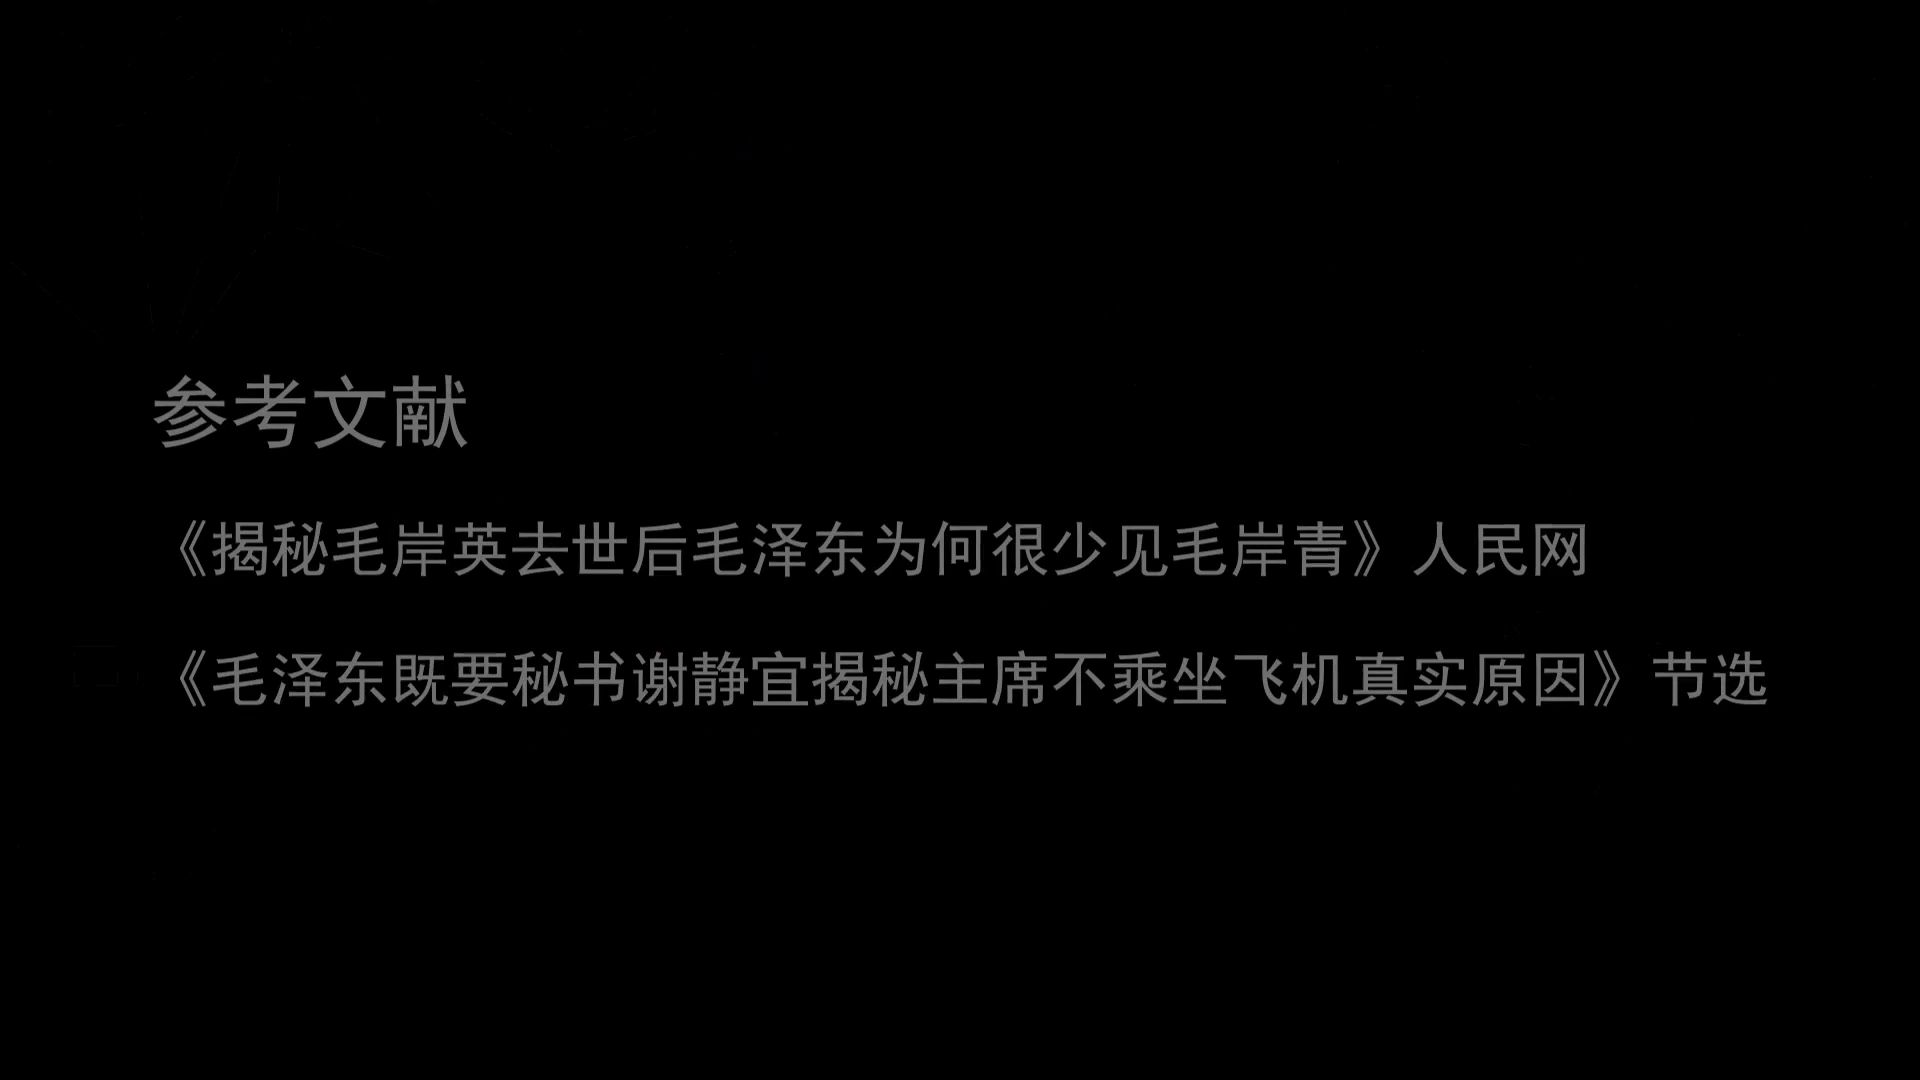 参考文献
《揭秘毛岸英去世后毛泽东为何很少见毛岸青》人民网
《毛泽东既要秘书谢静宜揭秘主席不乘坐飞机真实原因》节选